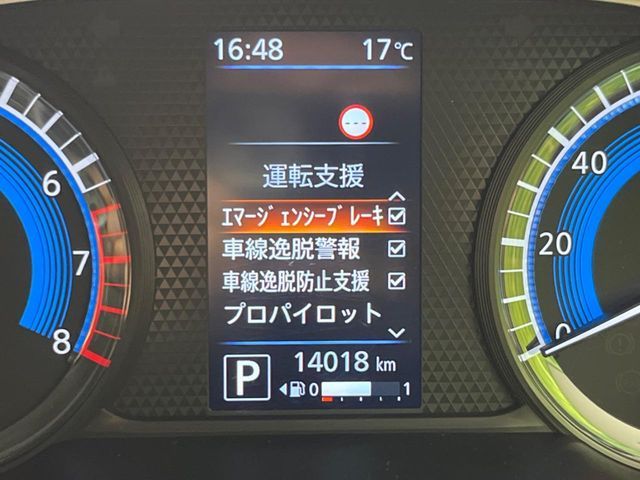 16:48 17℃
---
運転支援
ｴﾏｰｼﾞｪﾝｼｰﾌﾞﾚｰｷ
車線逸脱警報
車線逸脱防止支援
プロパイロット
P 14018 km
0 1
6
7
8
40
20
0